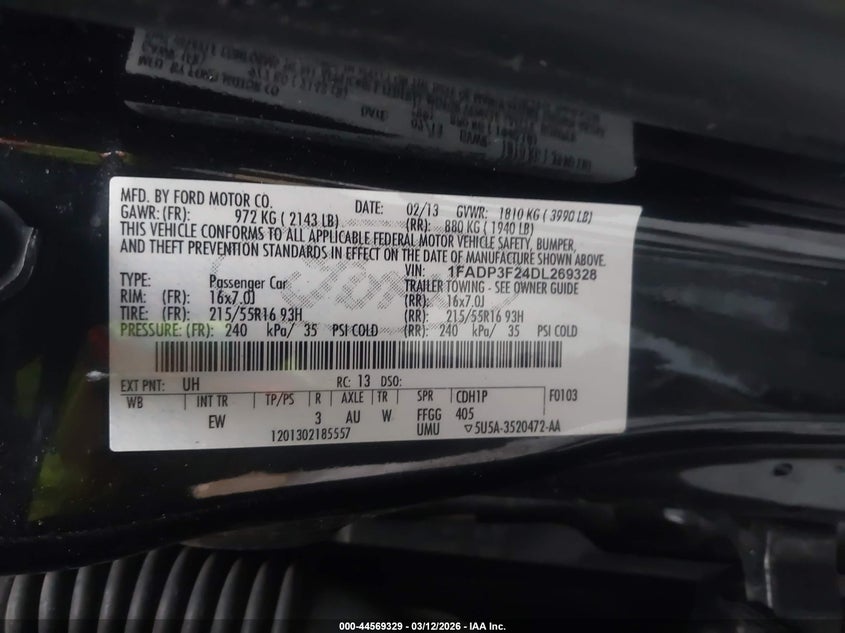 MFD. BY FORD MOTOR CO. DATE: 02/13 GVWR: 1810 KG ( 3990 LB)
GAWR: (FR): 972 KG ( 2143 LB) (RR): 880 KG ( 1940 LB)
THIS VEHICLE CONFORMS TO ALL APPLICABLE FEDERAL MOTOR VEHICLE SAFETY, BUMPER,
AND THEFT PREVENTION STANDARDS IN EFFECT ON THE DATE OF MANUFACTURE SHOWN ABOVE.
VIN: 1FADP3F24DL269328
TYPE: Passenger Car TRAILER TOWING - SEE OWNER GUIDE
RIM: (FR): 16x7.0J (RR): 16x7.0J
TIRE: (FR): 215/55R16 93H (RR): 215/55R16 93H
PRESSURE: (FR): 240 kPa/ 35 PSI COLD (RR): 240 kPa/ 35 PSI COLD
EXT PNT: UH RC: 13 DSO:
WB INT TR TP/PS R AXLE TR SPR CDH1P F0103
EW 3 AU W FFGG 405
1201302185557 UMU ▽5U5A-3520472-AA
000-44569329 - 03/12/2026 - IAA Inc.